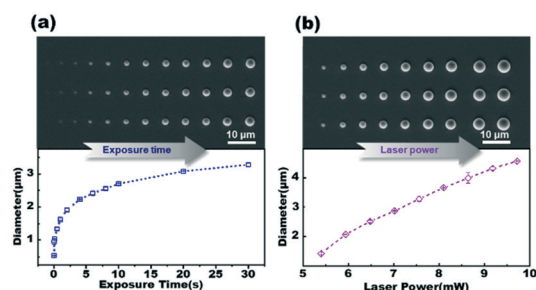 (a)
10 µm
Exposure time
Diameter(µm)
3
2
1
0
5
10
15
20
25
30
Exposure Time(s)
(b)
10 µm
Laser power
Diameter(µm)
4
3
2
5
6
7
8
9
10
Laser Power(mW)